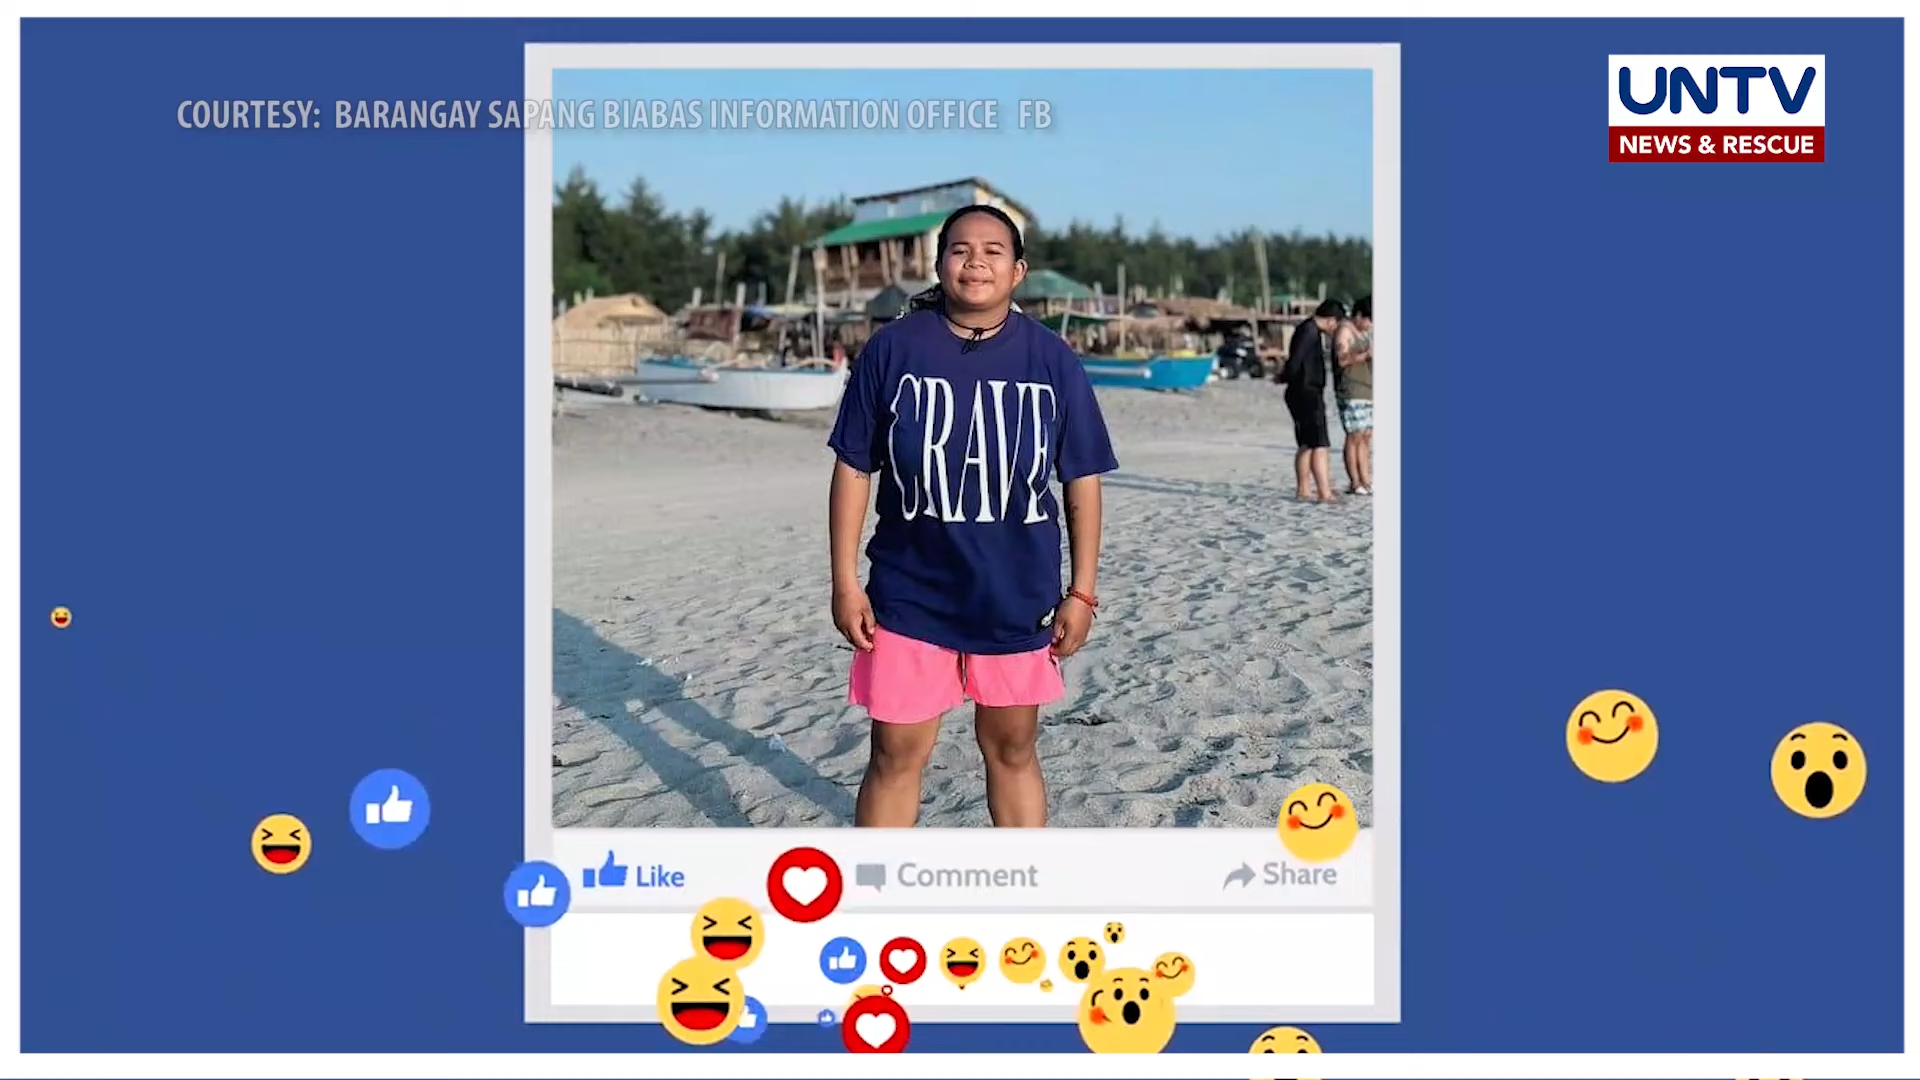 COURTESY: BARANGAY SAPANG BIABAS INFORMATION OFFICE FB
UNTV
NEWS & RESCUE
CRAVE
Like
Comment
Share